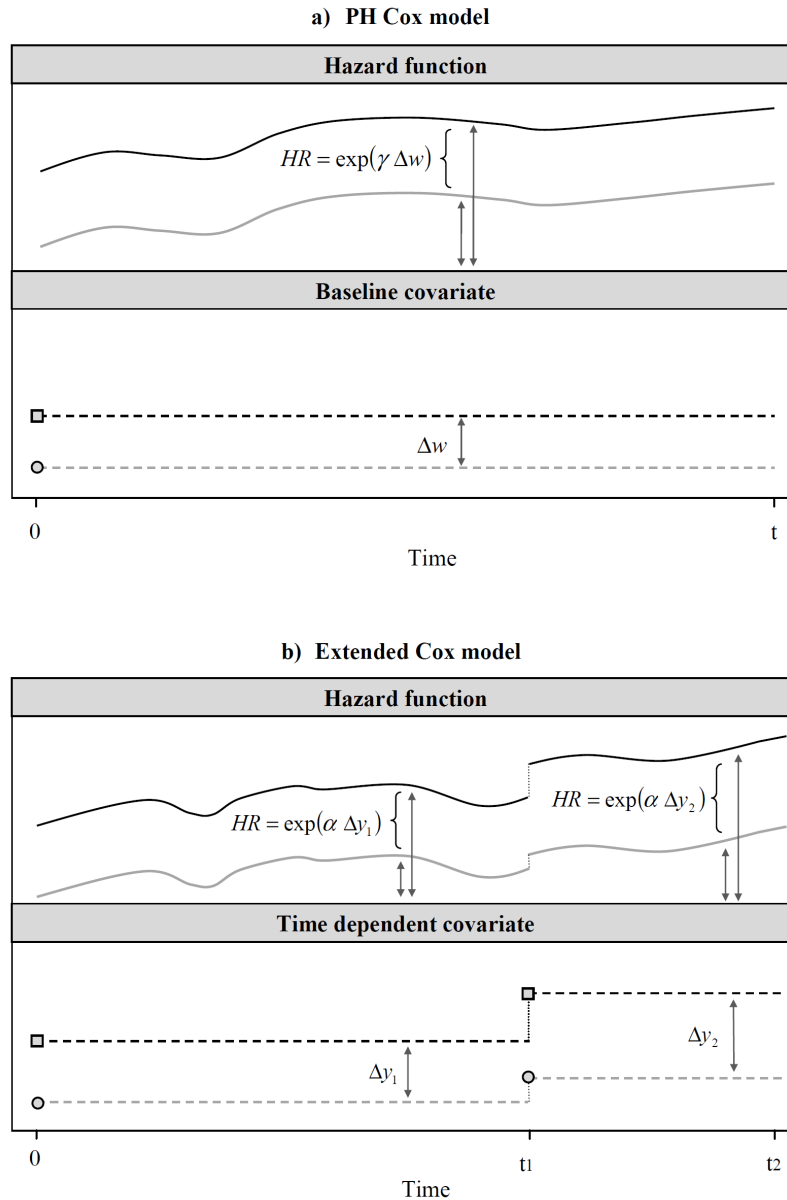 a) PH Cox model
Hazard function
HR = exp(γ Δw)
Baseline covariate
Δw
0 t
Time
b) Extended Cox model
Hazard function
HR = exp(α Δy₂)
HR = exp(α Δy₁)
Time dependent covariate
Δy₂
Δy₁
0 t1 t2
Time